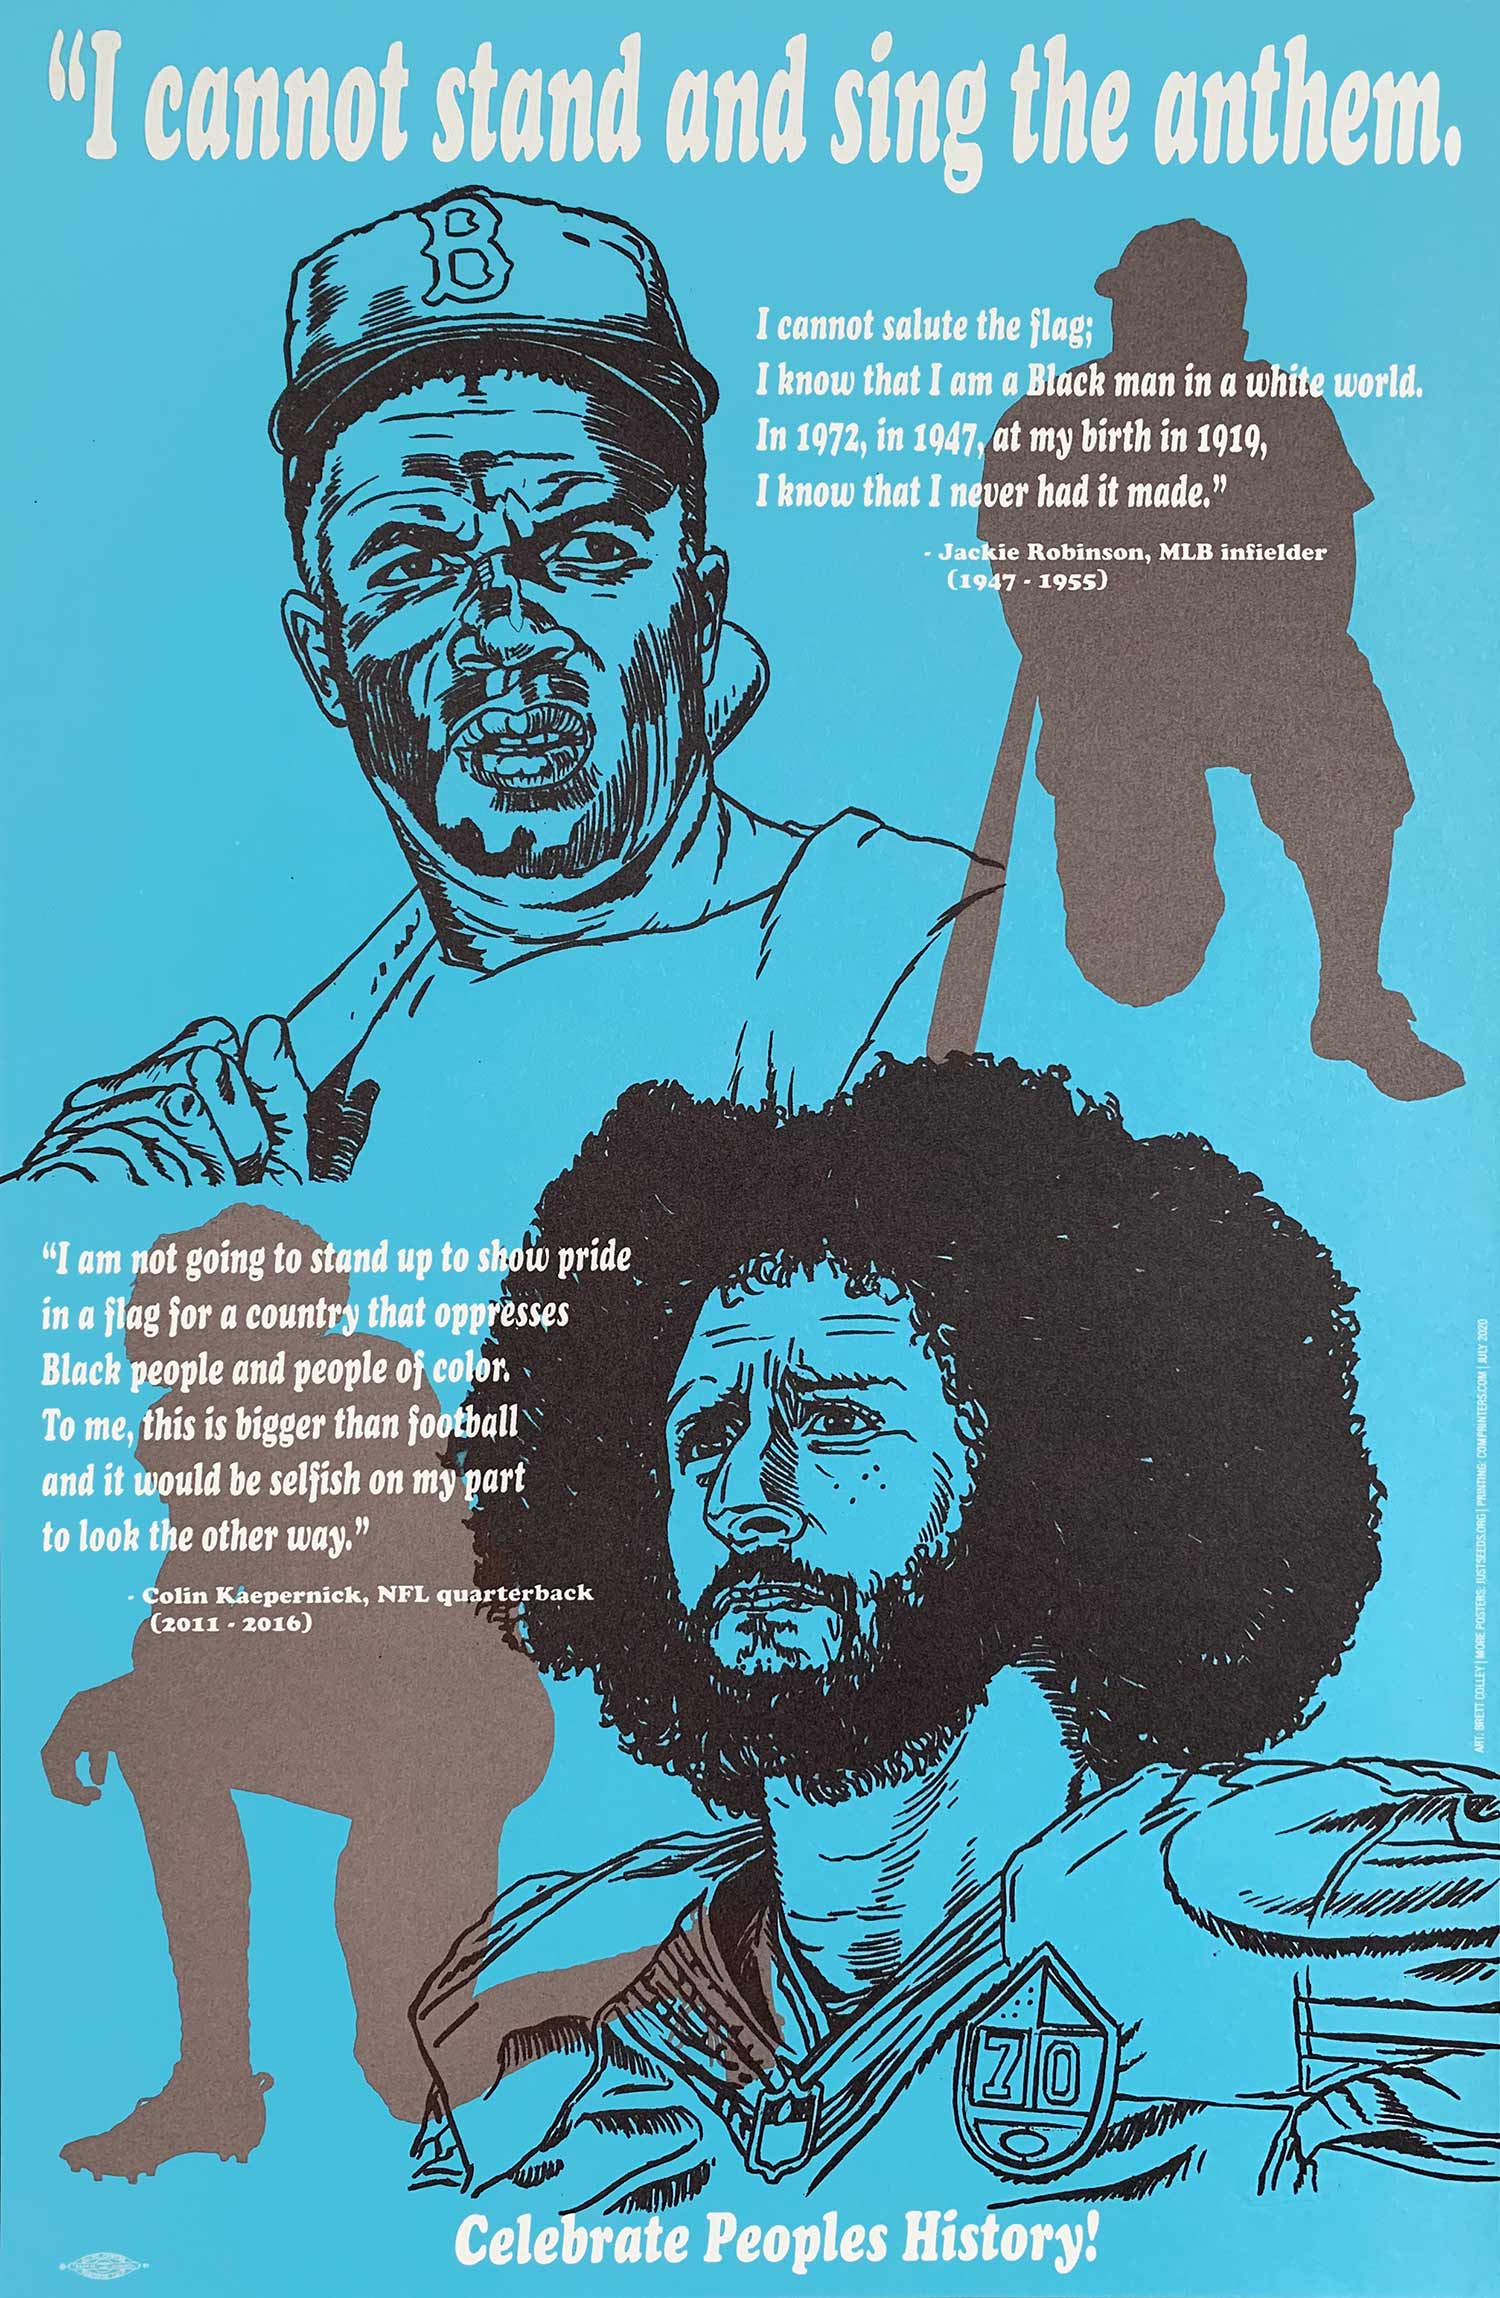 “I cannot stand and sing the anthem.
I cannot salute the flag;
I know that I am a Black man in a white world.
In 1972, in 1947, at my birth in 1919,
I know that I never had it made.”
- Jackie Robinson, MLB infielder
(1947 - 1955)
B
“I am not going to stand up to show pride
in a flag for a country that oppresses
Black people and people of color.
To me, this is bigger than football
and it would be selfish on my part
to look the other way.”
- Colin Kaepernick, NFL quarterback
(2011 - 2016)
70
Celebrate Peoples History!
ART: BRETT COLLEY | MORE POSTERS: JUSTSEEDS.ORG | PRINTING: COMPRINTERS.COM | JULY 2020